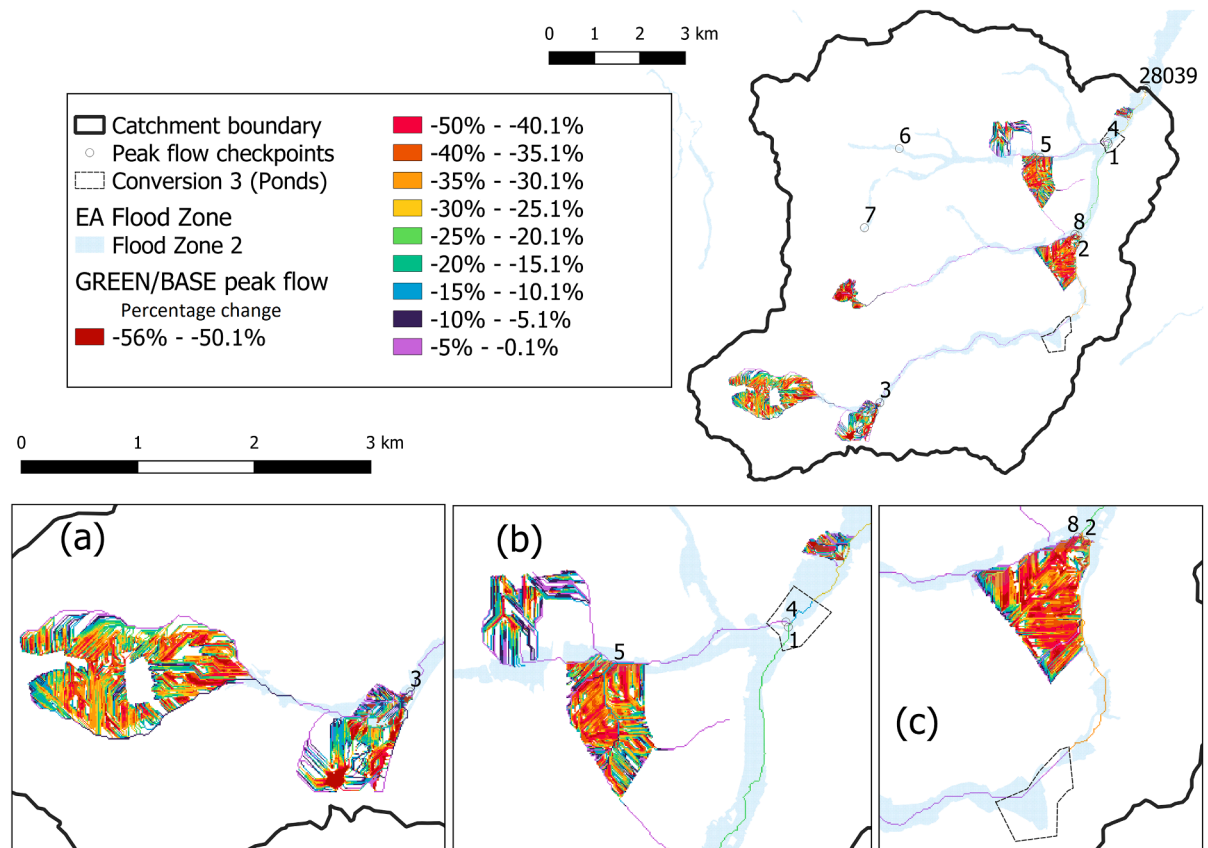 0 1 2 3 km
28039
4
1
6
5
7
8
2
3
Catchment boundary
Peak flow checkpoints
Conversion 3 (Ponds)
EA Flood Zone
Flood Zone 2
GREEN/BASE peak flow
Percentage change
-56% - -50.1%
-50% - -40.1%
-40% - -35.1%
-35% - -30.1%
-30% - -25.1%
-25% - -20.1%
-20% - -15.1%
-15% - -10.1%
-10% - -5.1%
-5% - -0.1%
0 1 2 3 km
(a)
3
(b)
4
1
5
8 2
(c)